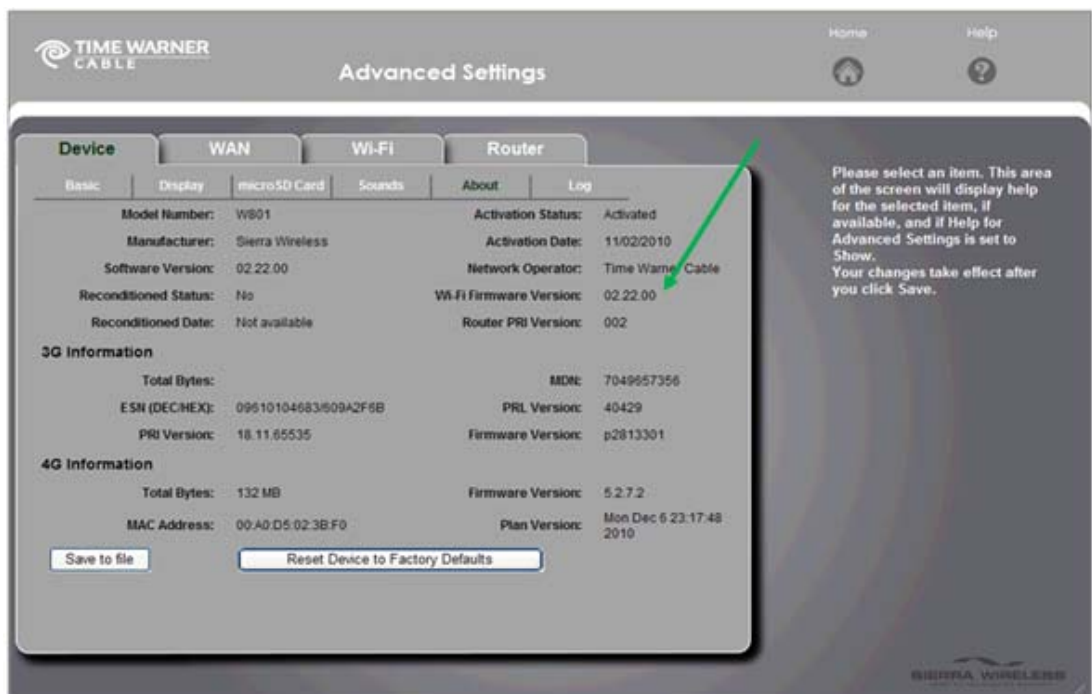 TIME WARNER
CABLE
Advanced Settings
Home
Help
Device
WAN
Wi-Fi
Router
Basic
Display
microSD Card
Sounds
About
Log
Model Number: W801
Activation Status: Activated
Manufacturer: Sierra Wireless
Activation Date: 11/02/2010
Software Version: 02.22.00
Network Operator: Time Warner Cable
Reconditioned Status: No
Wi-Fi Firmware Version: 02.22.00
Reconditioned Date: Not available
Router PRI Version: 002
3G Information
Total Bytes:
MDN: 7049657356
ESN (DEC/HEX): 09610104683/609A2F6B
PRL Version: 40429
PRI Version: 18.11.65535
Firmware Version: p2813301
4G Information
Total Bytes: 132 MB
Firmware Version: 5.2.7.2
MAC Address: 00:A0:D5:02:3B:F0
Plan Version: Mon Dec 6 23:17:48
2010
Save to file
Reset Device to Factory Defaults
Please select an item. This area
of the screen will display help
for the selected item, if
available, and if Help for
Advanced Settings is set to
Show.
Your changes take effect after
you click Save.
SIERRA WIRELESS